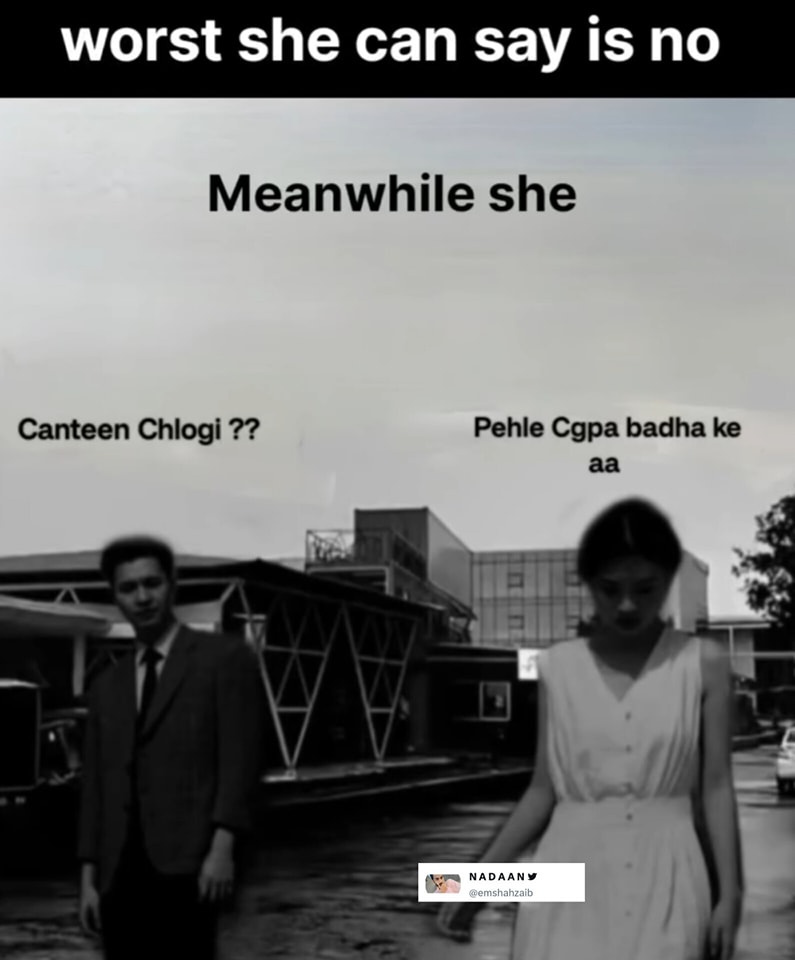 worst she can say is no
Meanwhile she
Canteen Chlogi ??
Pehle Cgpa badha ke
aa
NADAAN
@emshahzaib